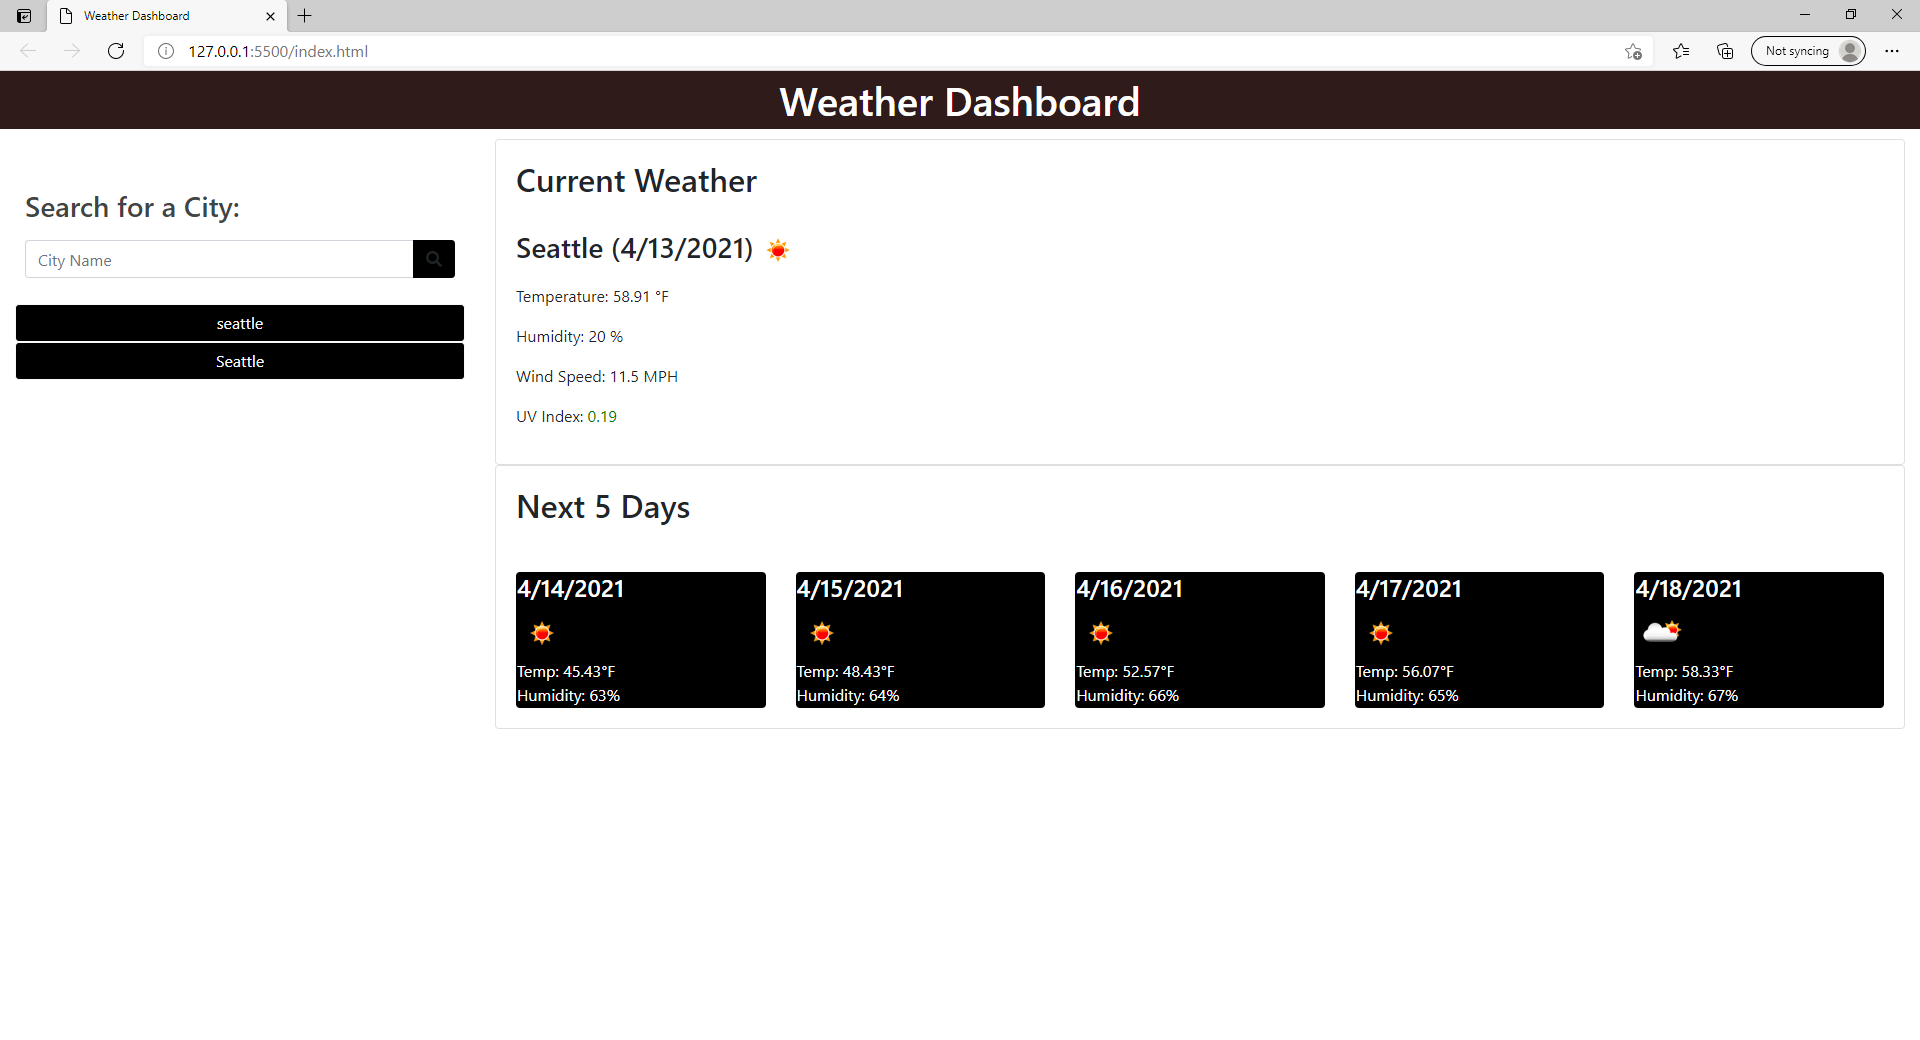 Weather Dashboard
127.0.0.1:5500/index.html
Not syncing
Weather Dashboard
Search for a City:
City Name
seattle
Seattle
Current Weather
Seattle (4/13/2021)
Temperature: 58.91 °F
Humidity: 20 %
Wind Speed: 11.5 MPH
UV Index: 0.19
Next 5 Days
4/14/2021
Temp: 45.43°F
Humidity: 63%
4/15/2021
Temp: 48.43°F
Humidity: 64%
4/16/2021
Temp: 52.57°F
Humidity: 66%
4/17/2021
Temp: 56.07°F
Humidity: 65%
4/18/2021
Temp: 58.33°F
Humidity: 67%